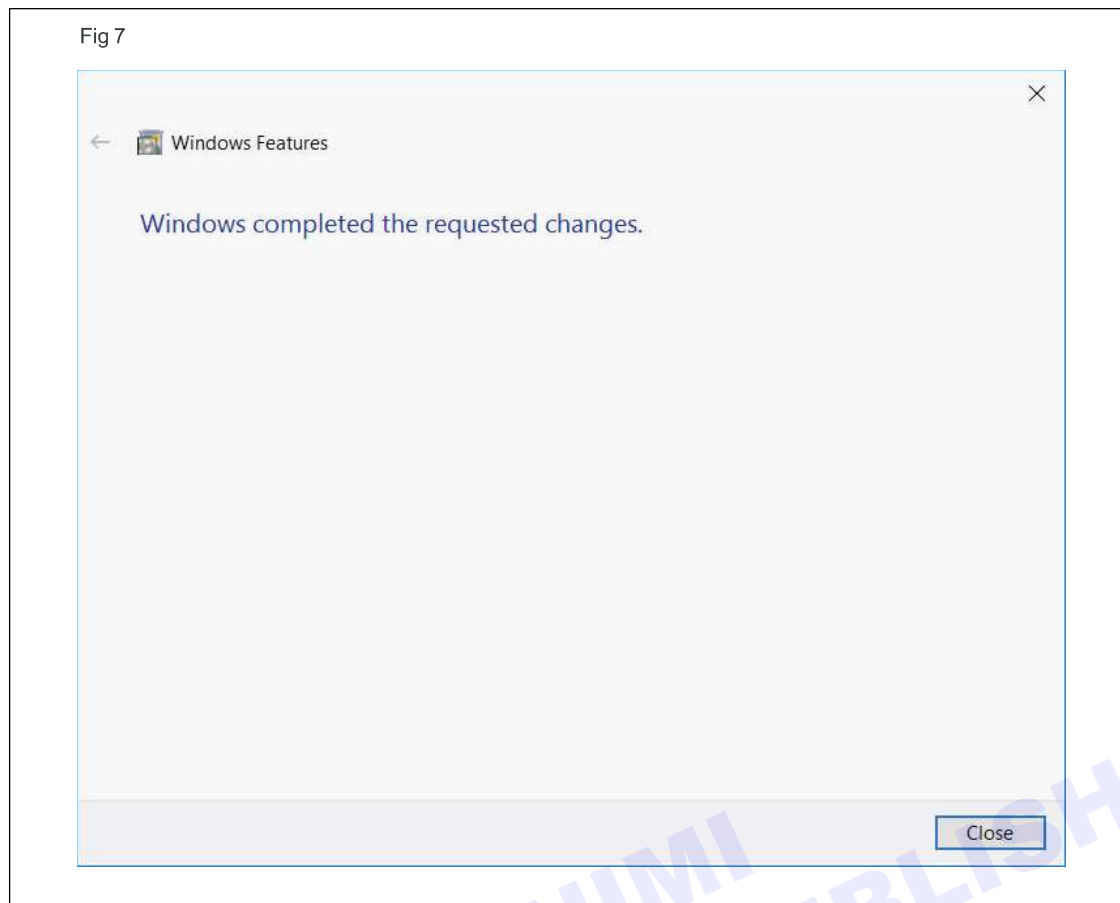 Fig 7
Windows Features
Windows completed the requested changes.
Close